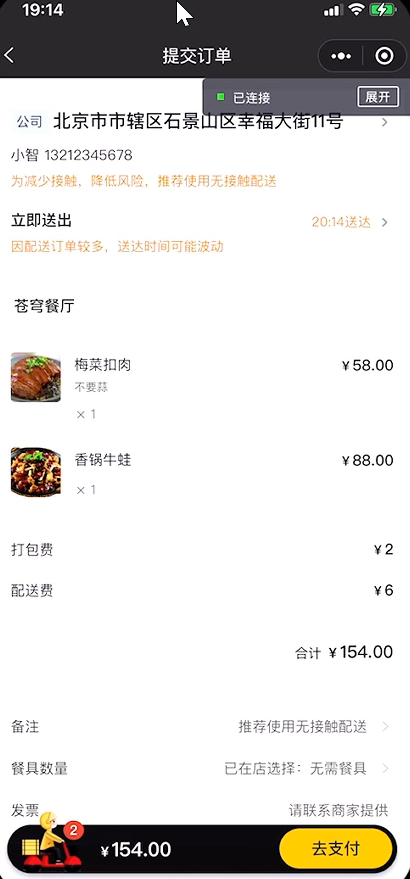 19:14
提交订单
已连接
展开
公司 北京市市辖区石景山区幸福大街11号
小智 13212345678
为减少接触，降低风险，推荐使用无接触配送
立即送出 20:14送达
因配送订单较多，送达时间可能波动
苍穹餐厅
梅菜扣肉 ￥58.00
不要蒜
× 1
香锅牛蛙 ￥88.00
× 1
打包费 ￥2
配送费 ￥6
合计 ￥154.00
备注 推荐使用无接触配送
餐具数量 已在店选择：无需餐具
发票 请联系商家提供
2
￥154.00 去支付